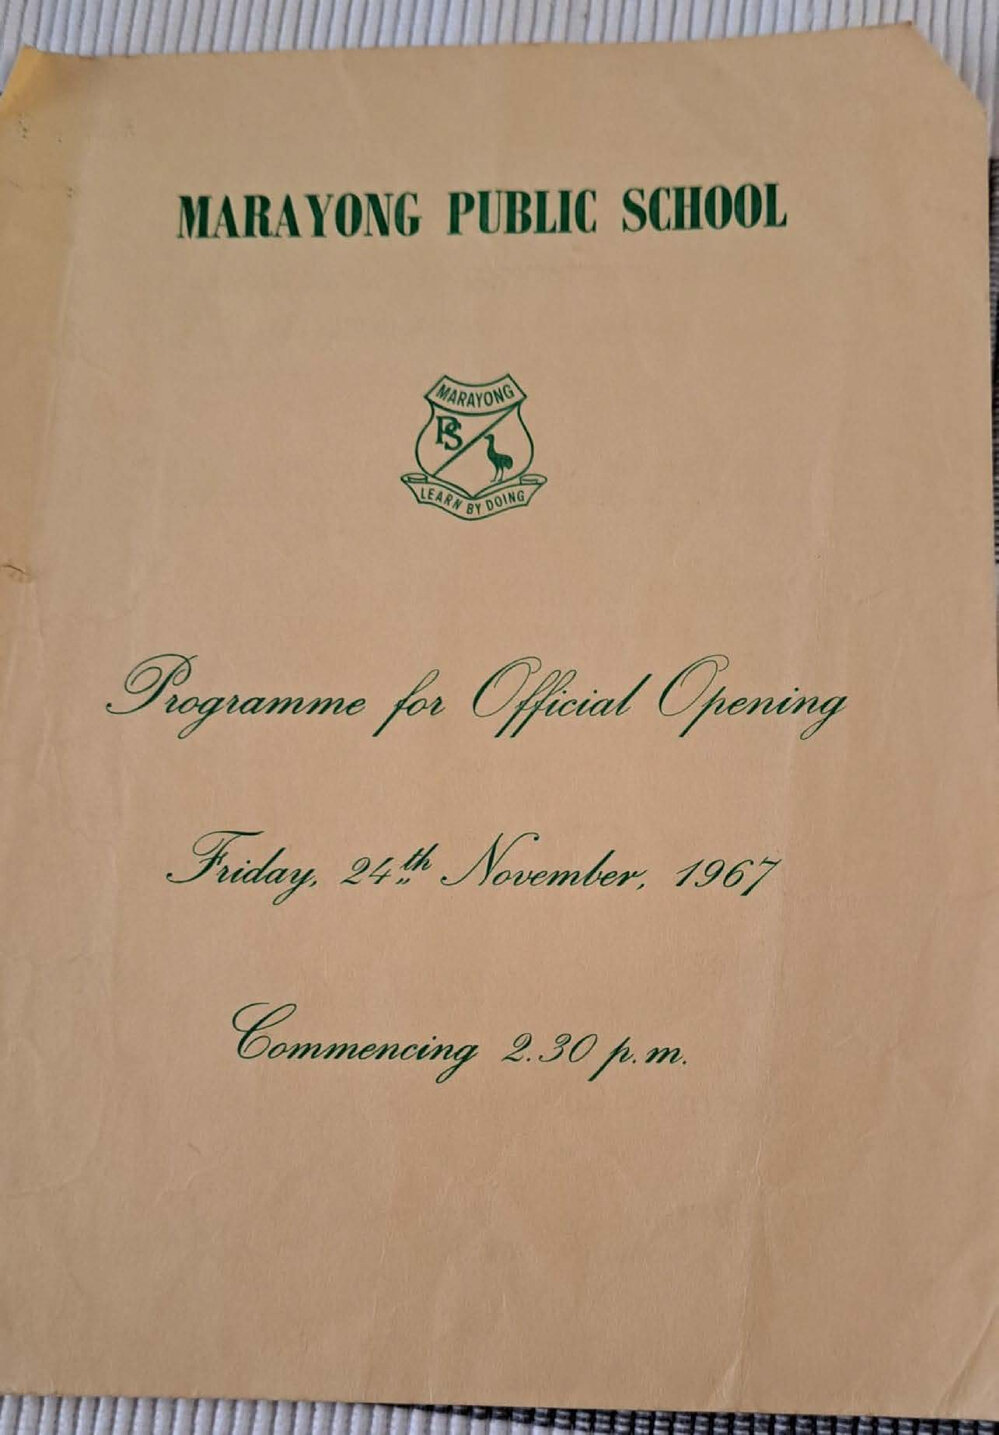 MARAYONG PUBLIC SCHOOL
MARAYONG
PS
LEARN BY DOING
Programme for Official Opening
Friday, 24th November, 1967
Commencing 2.30 p.m.